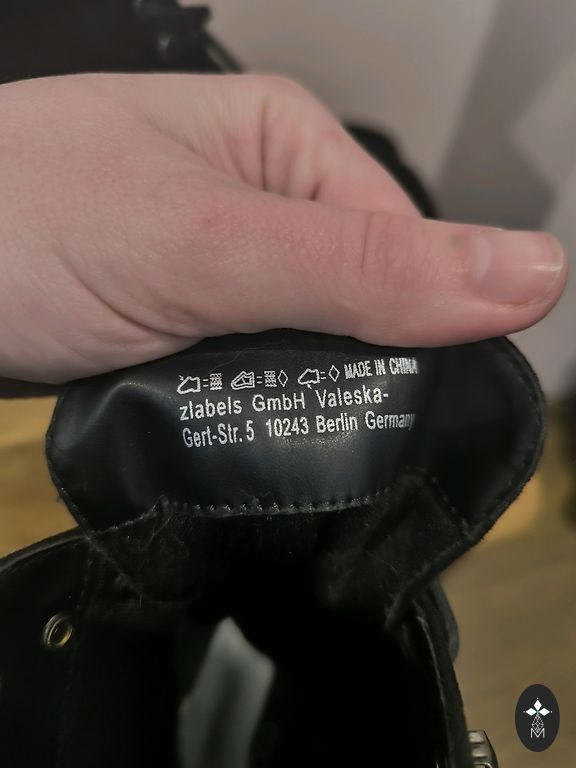 MADE IN CHINA
zlabels GmbH Valeska-
Gert-Str. 5 10243 Berlin Germany